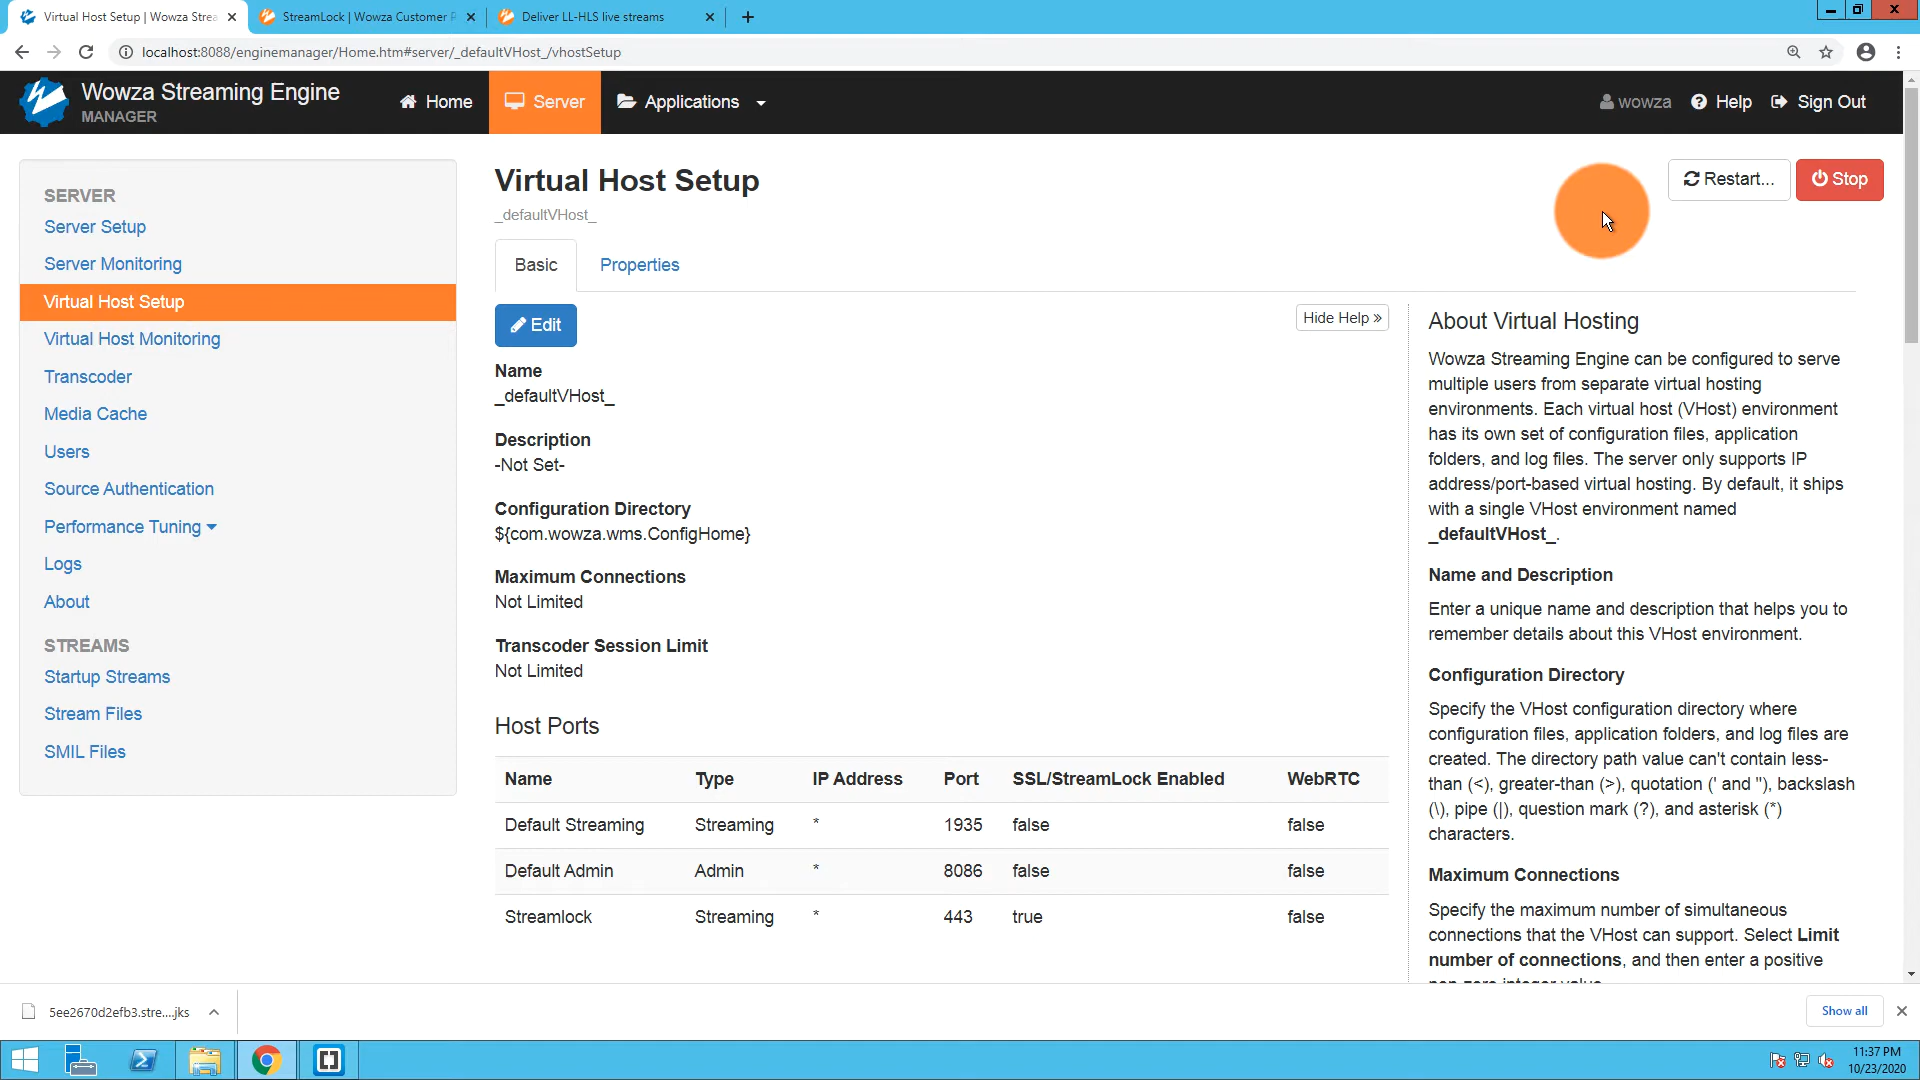 Virtual Host Setup | Wowza Strea
StreamLock | Wowza Customer P
Deliver LL-HLS live streams
localhost:8088/enginemanager/Home.htm#server/_defaultVHost_/vhostSetup
Wowza Streaming Engine
MANAGER
Home
Server
Applications
wowza
Help
Sign Out
SERVER
Server Setup
Server Monitoring
Virtual Host Setup
Virtual Host Monitoring
Transcoder
Media Cache
Users
Source Authentication
Performance Tuning
Logs
About
STREAMS
Startup Streams
Stream Files
SMIL Files
Virtual Host Setup
_defaultVHost_
Restart...
Stop
Basic
Properties
Edit
Hide Help »
Name
_defaultVHost_
Description
-Not Set-
Configuration Directory
${com.wowza.wms.ConfigHome}
Maximum Connections
Not Limited
Transcoder Session Limit
Not Limited
Host Ports
Name Type IP Address Port SSL/StreamLock Enabled WebRTC
Default Streaming Streaming * 1935 false false
Default Admin Admin * 8086 false false
Streamlock Streaming * 443 true false
About Virtual Hosting
Wowza Streaming Engine can be configured to serve
multiple users from separate virtual hosting
environments. Each virtual host (VHost) environment
has its own set of configuration files, application
folders, and log files. The server only supports IP
address/port-based virtual hosting. By default, it ships
with a single VHost environment named
_defaultVHost_.
Name and Description
Enter a unique name and description that helps you to
remember details about this VHost environment.
Configuration Directory
Specify the VHost configuration directory where
configuration files, application folders, and log files are
created. The directory path value can't contain less-
than (<), greater-than (>), quotation (' and "), backslash
(\), pipe (|), question mark (?), and asterisk (*)
characters.
Maximum Connections
Specify the maximum number of simultaneous
connections that the VHost can support. Select Limit
number of connections, and then enter a positive
non-zero integer value.
5ee2670d2efb3.stre....jks
Show all
11:37 PM
10/23/2020